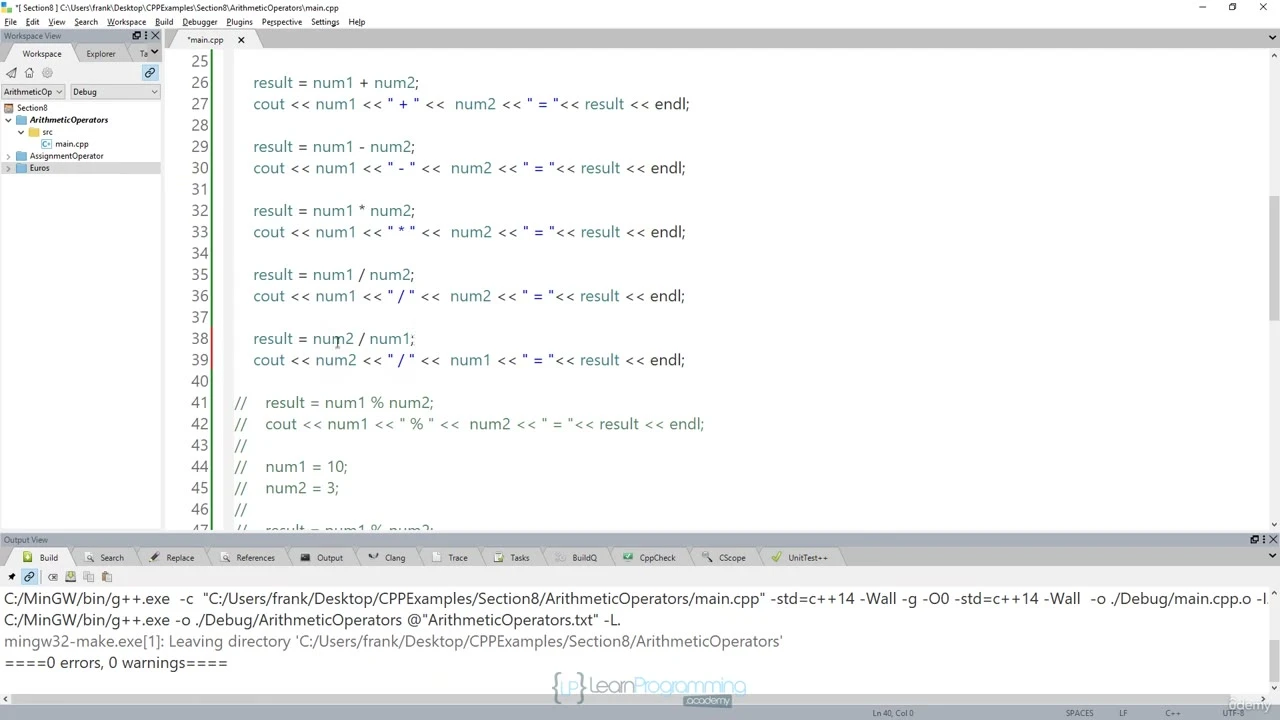 *[ Section8 ] C:\Users\frank\Desktop\CPPExamples\Section8\ArithmeticOperators\main.cpp
File Edit View Search Workspace Build Debugger Plugins Perspective Settings Help
Workspace View
*main.cpp
Workspace Explorer Ta
ArithmeticOp Debug
Section8
ArithmeticOperators
src
main.cpp
AssignmentOperator
Euros
25
26 result = num1 + num2;
27 cout << num1 << " + " << num2 << " = "<< result << endl;
28
29 result = num1 - num2;
30 cout << num1 << " - " << num2 << " = "<< result << endl;
31
32 result = num1 * num2;
33 cout << num1 << " * " << num2 << " = "<< result << endl;
34
35 result = num1 / num2;
36 cout << num1 << " / " << num2 << " = "<< result << endl;
37
38 result = num2 / num1;
39 cout << num2 << " / " << num1 << " = "<< result << endl;
40
41 // result = num1 % num2;
42 // cout << num1 << " % " << num2 << " = "<< result << endl;
43 //
44 // num1 = 10;
45 // num2 = 3;
46 //
47 // result = num1 % num2;
Output View
Build Search Replace References Output Clang Trace Tasks BuildQ CppCheck CScope UnitTest++
C:/MinGW/bin/g++.exe -c "C:/Users/frank/Desktop/CPPExamples/Section8/ArithmeticOperators/main.cpp" -std=c++14 -Wall -g -O0 -std=c++14 -Wall -o ./Debug/main.cpp.o -I.
C:/MinGW/bin/g++.exe -o ./Debug/ArithmeticOperators @"ArithmeticOperators.txt" -L.
mingw32-make.exe[1]: Leaving directory 'C:/Users/frank/Desktop/CPPExamples/Section8/ArithmeticOperators'
====0 errors, 0 warnings====
{LP} LearnProgramming
.academy
Ln 40, Col 0 SPACES LF C++ UTF-8
ûdemy